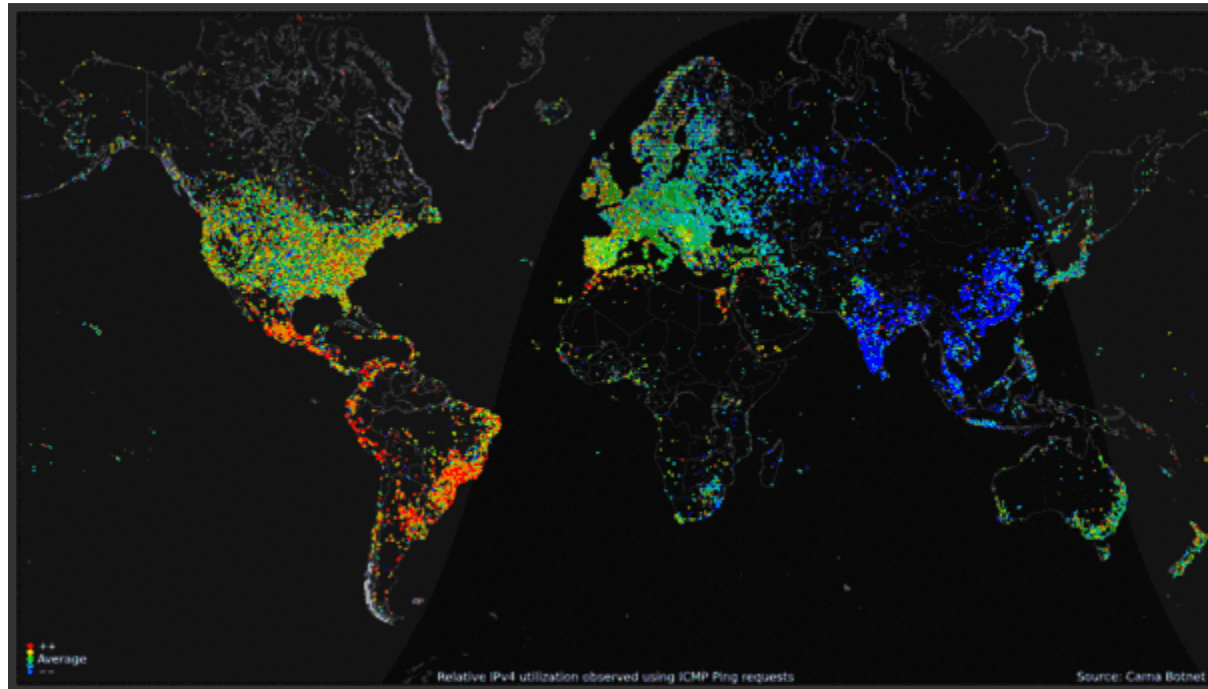 ++
Average
--
Relative IPv4 utilization observed using ICMP Ping requests
Source: Carna Botnet